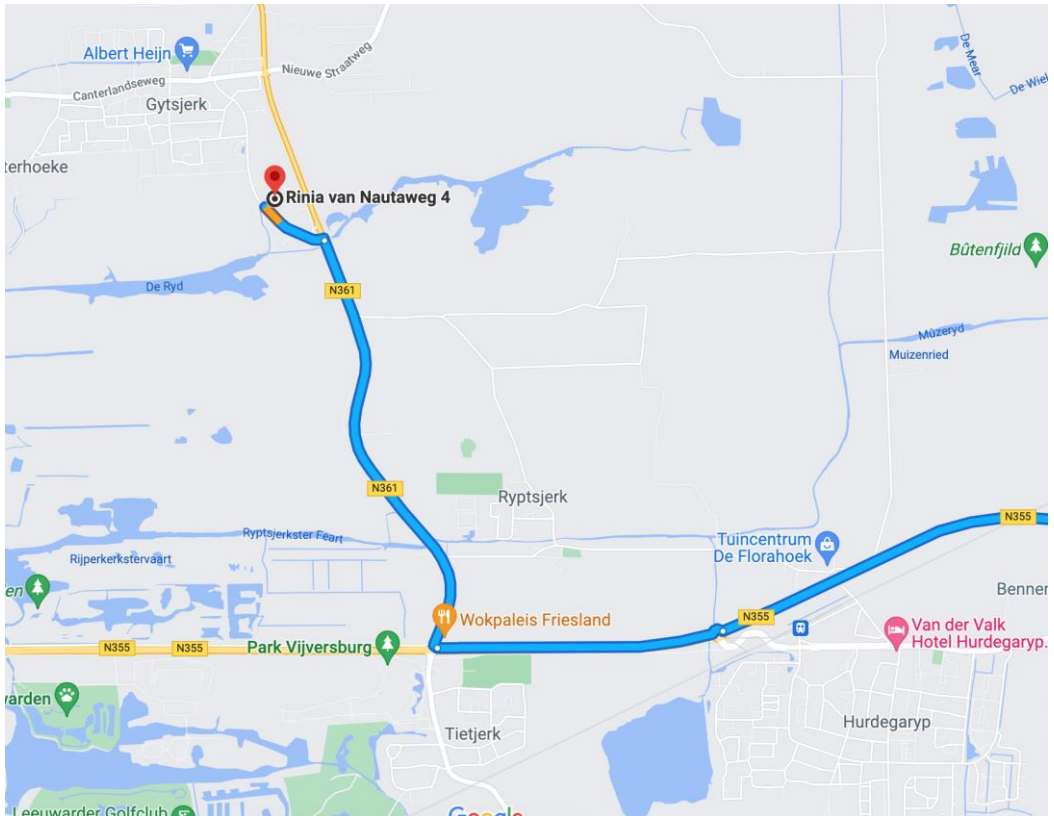 De Mear
Albert Heijn
Nieuwe Straatweg
De Wiel
Canterlandseweg
Gytsjerk
terhoeke
Rinia van Nautaweg 4
Bûtenfjild
De Ryd
N361
Mûzeryd
Muizenried
N361
Ryptsjerk
N355
Ryptsjerkster Feart
Tuincentrum
De Florahoek
Rijperkerkstervaart
en
Benner
N355
Wokpaleis Friesland
Van der Valk
Hotel Hurdegaryp.
N355
N355
Park Vijversburg
warden
Tietjerk
Hurdegaryp
Leeuwarder Golfclub
Google